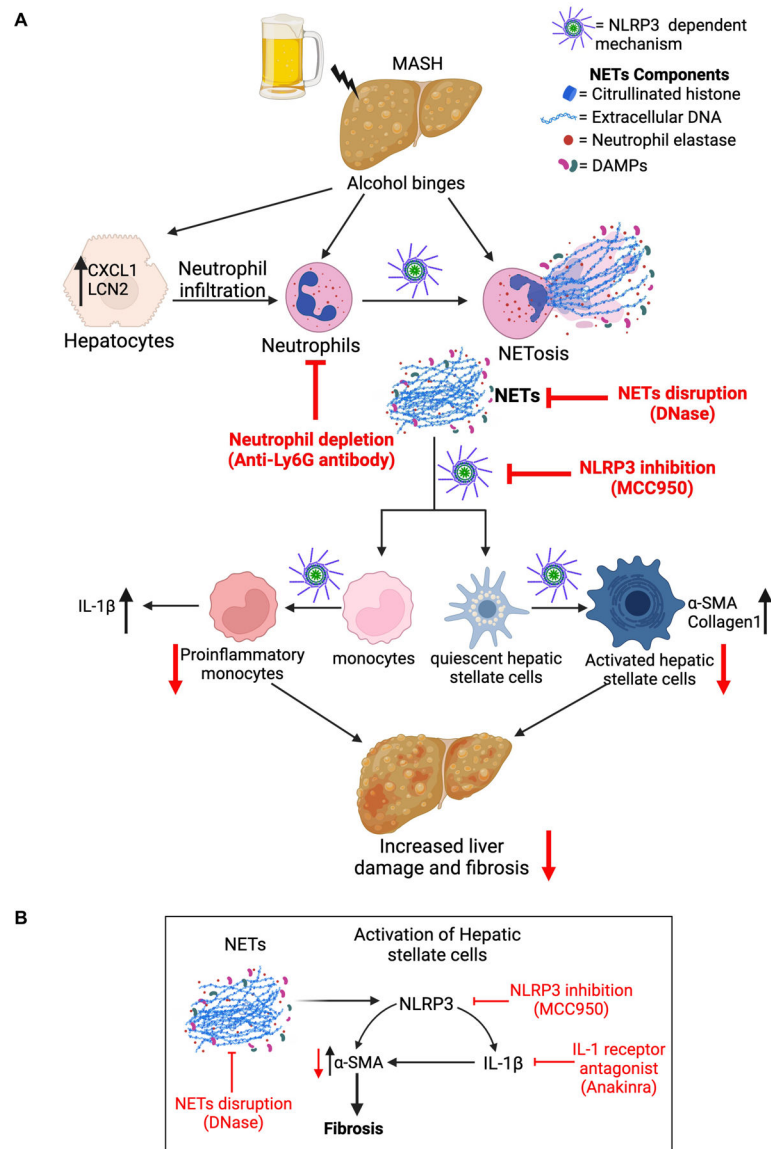 A
= NLRP3 dependent
mechanism
MASH
NETs Components
= Citrullinated histone
= Extracellular DNA
= Neutrophil elastase
= DAMPs
Alcohol binges
CXCL1
LCN2
Neutrophil
infiltration
Hepatocytes
Neutrophils
NETosis
NETs
NETs disruption
(DNase)
Neutrophil depletion
(Anti-Ly6G antibody)
NLRP3 inhibition
(MCC950)
IL-1β
α-SMA
Collagen1
Proinflammatory
monocytes
monocytes
quiescent hepatic
stellate cells
Activated hepatic
stellate cells
Increased liver
damage and fibrosis
B
NETs
Activation of Hepatic
stellate cells
NLRP3
NLRP3 inhibition
(MCC950)
α-SMA
IL-1β
IL-1 receptor
antagonist
(Anakinra)
NETs disruption
(DNase)
Fibrosis